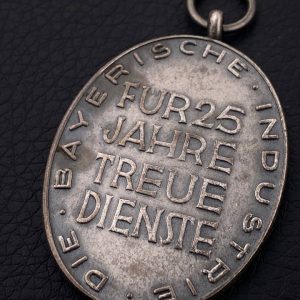 DIE · BAYERISCHE · INDUSTRIE ·
FÜR 25
JAHRE
TREUE
DIENSTE